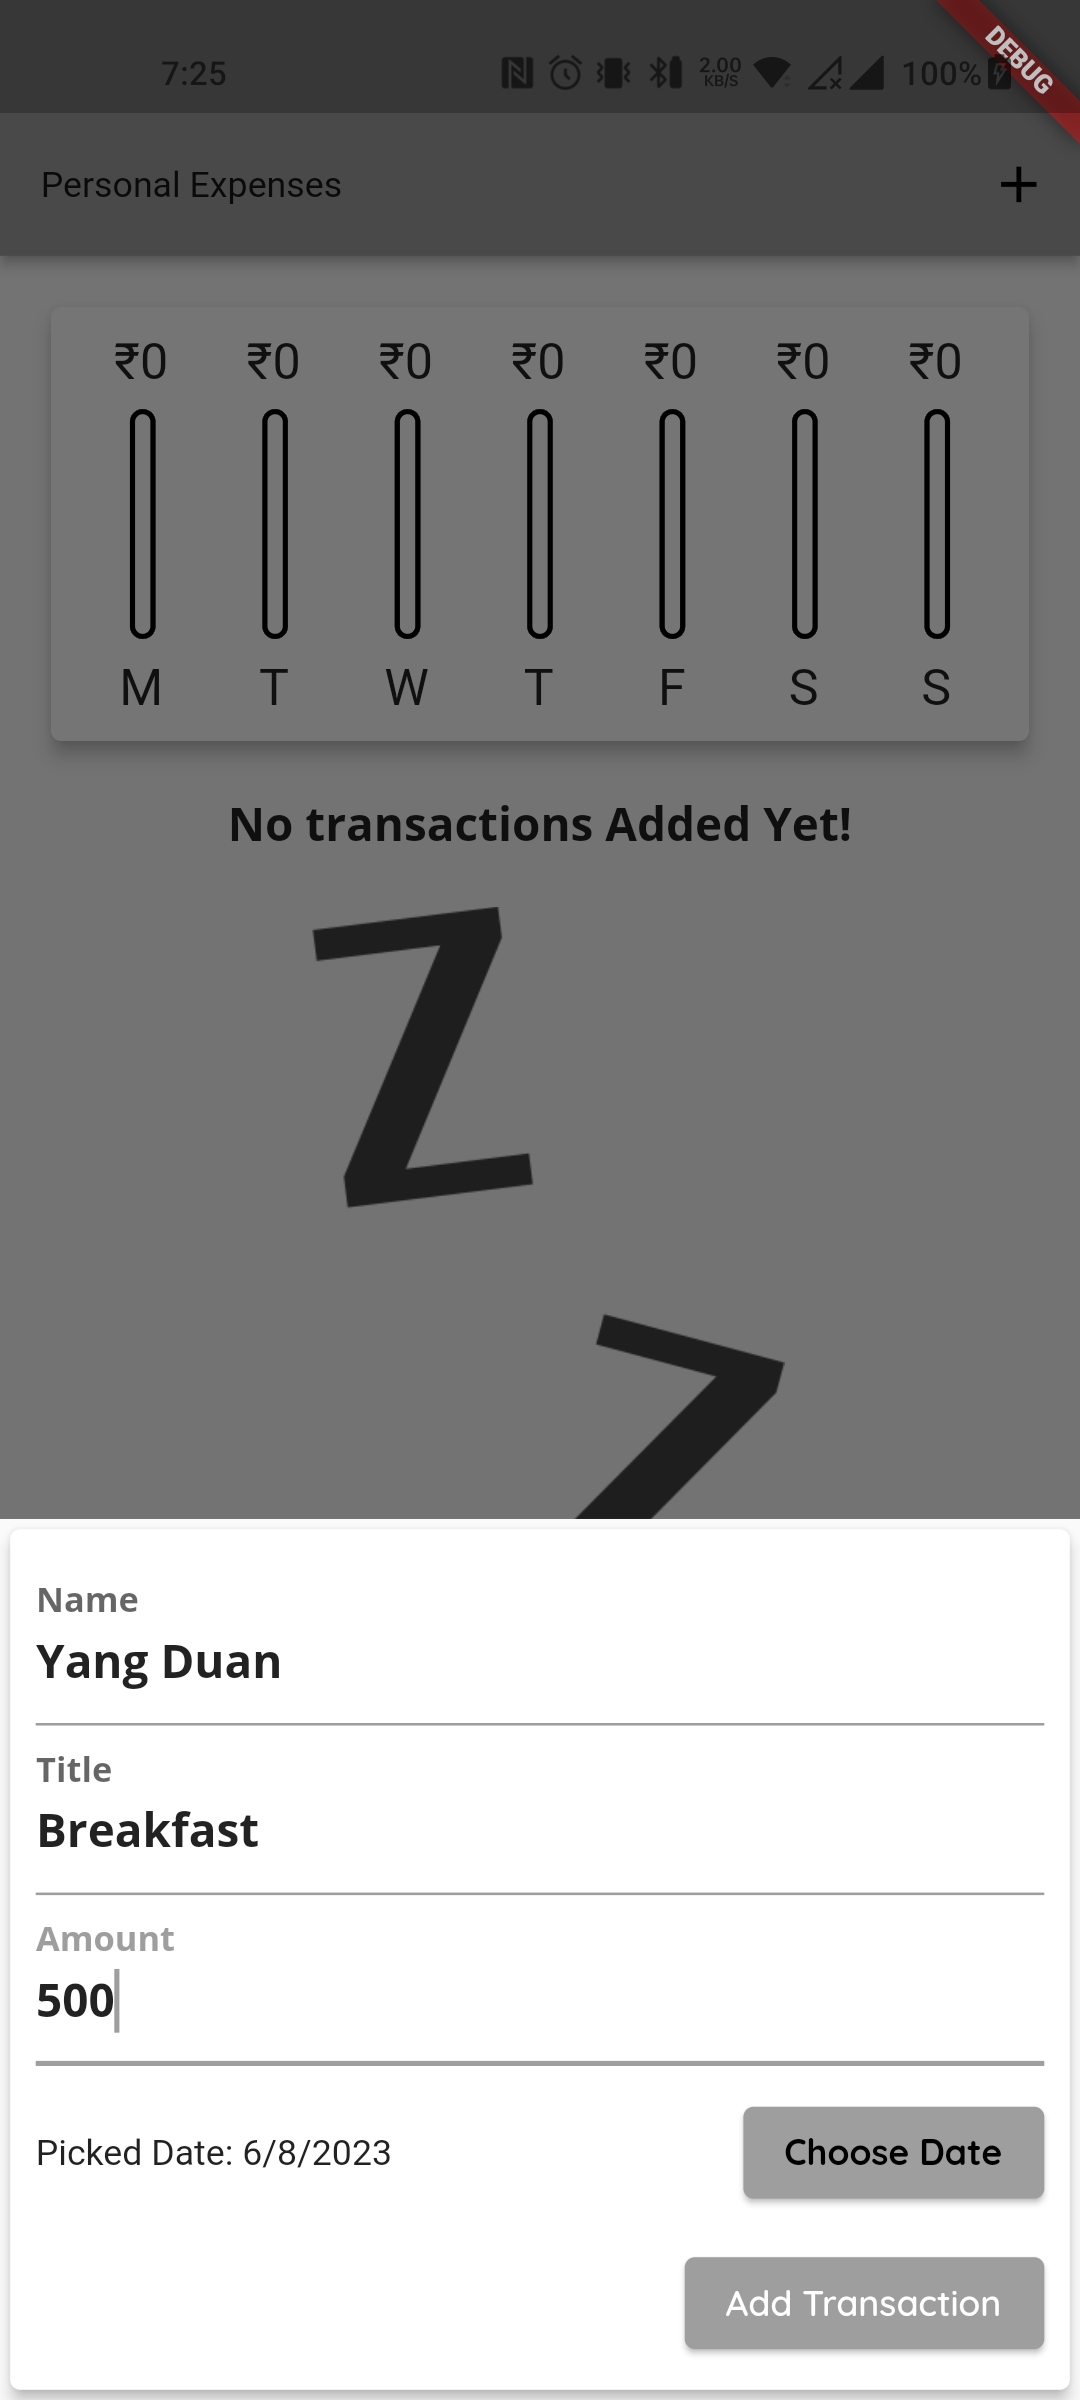 7:25 2.00 KB/S 100%
DEBUG
Personal Expenses +
₹0 ₹0 ₹0 ₹0 ₹0 ₹0 ₹0
M T W T F S S
No transactions Added Yet!
Z
Z
Name
Yang Duan
Title
Breakfast
Amount
500
Picked Date: 6/8/2023 Choose Date
Add Transaction